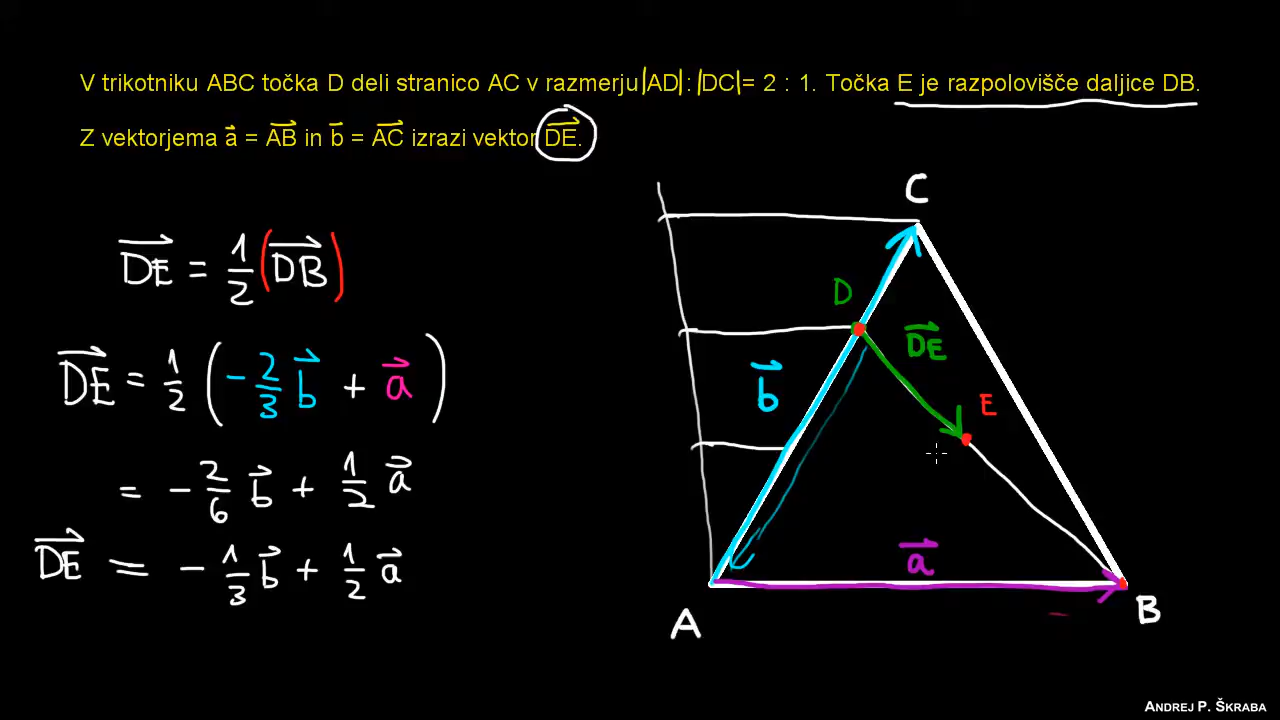 V trikotniku ABC točka D deli stranico AC v razmerju |AD| : |DC| = 2 : 1. Točka E je razpolovišče daljice DB.
Z vektorjema a⃗ = AB⃗ in b⃗ = AC⃗ izrazi vektor DE⃗.
DE⃗ = 1/2 (DB⃗)
DE⃗ = 1/2 (-2/3 b⃗ + a⃗)
= -2/6 b⃗ + 1/2 a⃗
DE⃗ = -1/3 b⃗ + 1/2 a⃗
C
D
DE⃗
b⃗
E
a⃗
A
B
ANDREJ P. ŠKRABA